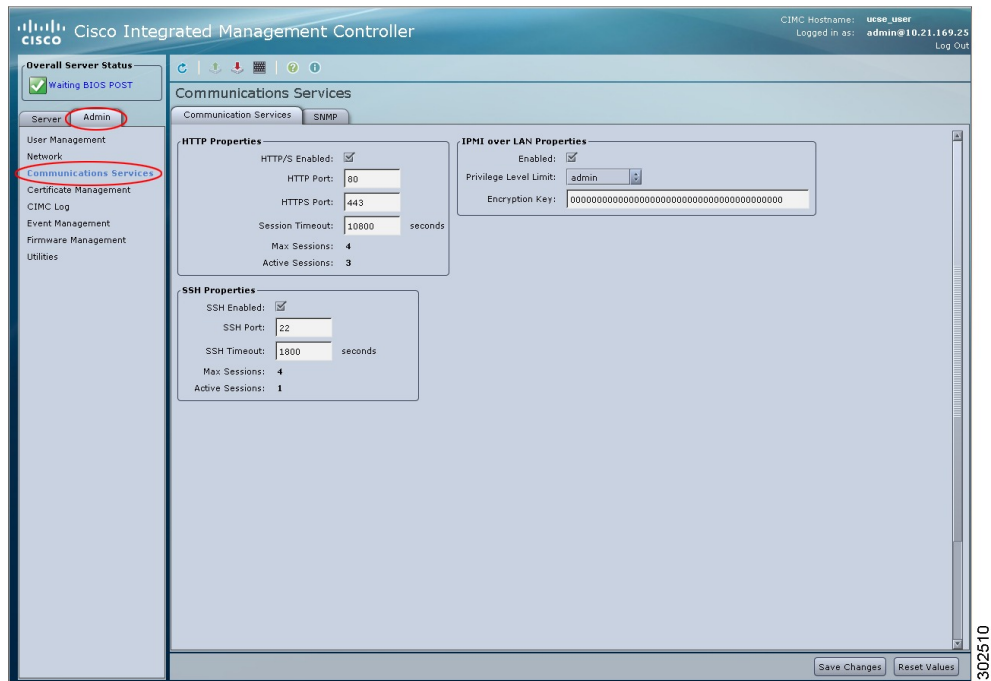 CISCO
Cisco Integrated Management Controller
CIMC Hostname: ucse_user
Logged in as: admin@10.21.169.25
Log Out
Overall Server Status
Waiting BIOS POST
Server
Admin
User Management
Network
Communications Services
Certificate Management
CIMC Log
Event Management
Firmware Management
Utilities
Communications Services
Communication Services
SNMP
HTTP Properties
HTTP/S Enabled:
HTTP Port: 80
HTTPS Port: 443
Session Timeout: 10800 seconds
Max Sessions: 4
Active Sessions: 3
IPMI over LAN Properties
Enabled:
Privilege Level Limit: admin
Encryption Key: 0000000000000000000000000000000000000000
SSH Properties
SSH Enabled:
SSH Port: 22
SSH Timeout: 1800 seconds
Max Sessions: 4
Active Sessions: 1
Save Changes
Reset Values
302510